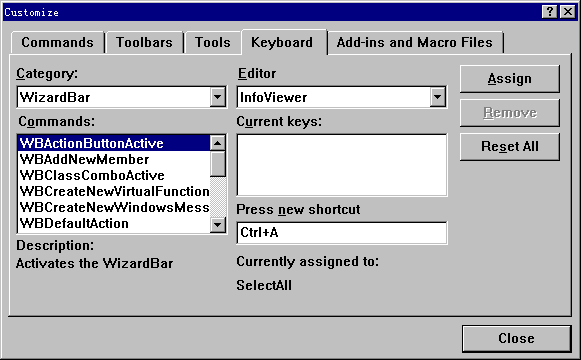 Customize
Commands Toolbars Tools Keyboard Add-ins and Macro Files
Category: Editor
WizardBar InfoViewer Assign
Commands: Current keys: Remove
WBActionButtonActive
WBAddNewMember Reset All
WBClassComboActive
WBCreateNewVirtualFunction
WBCreateNewWindowsMess
WBDefaultAction
Press new shortcut
Ctrl+A
Description:
Activates the WizardBar
Currently assigned to:
SelectAll
Close